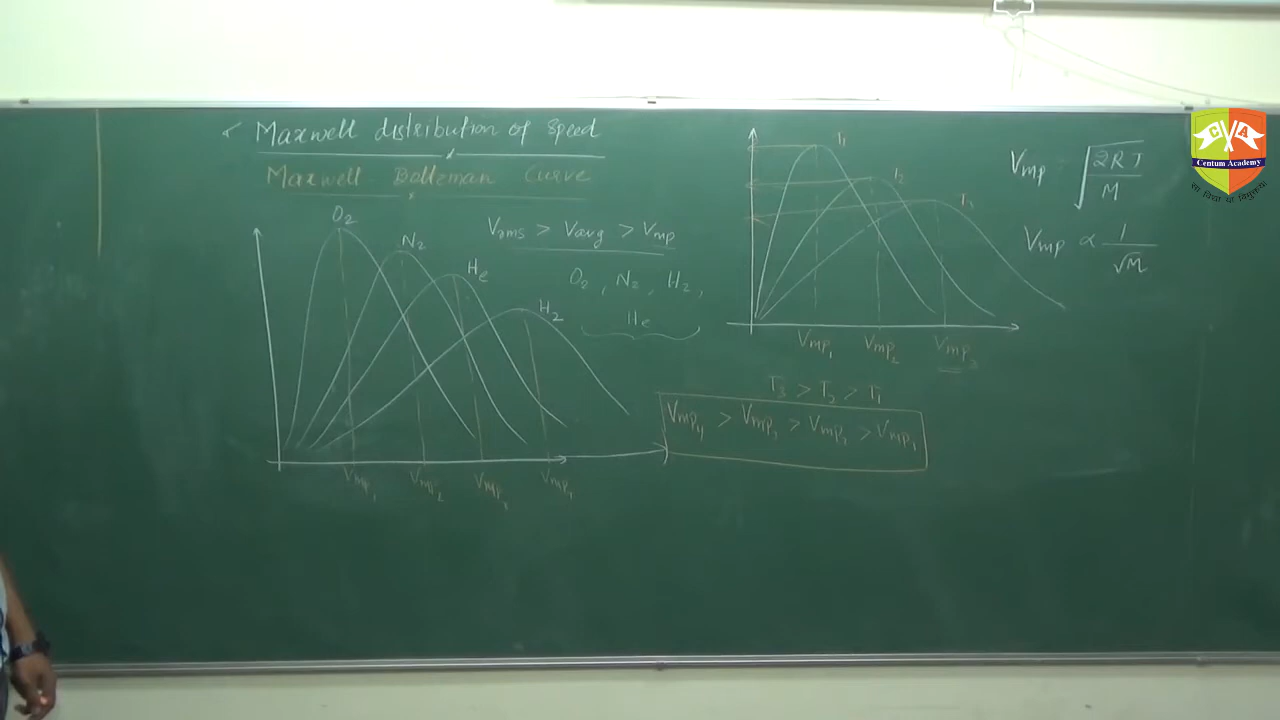 Maxwell distribution of speed
Maxwell - Boltzman Curve
O2
N2
He
H2
Vrms > Vavg > Vmp
O2, N2, H2,
He
Vmp1 Vmp2 Vmp3 Vmp4
T1
T2
T3
Vmp1 Vmp2 Vmp3
T3 > T2 > T1
Vmp4 > Vmp3 > Vmp2 > Vmp1
Vmp = √2RT/M
Vmp ∝ 1/√M
CA
Centum Academy